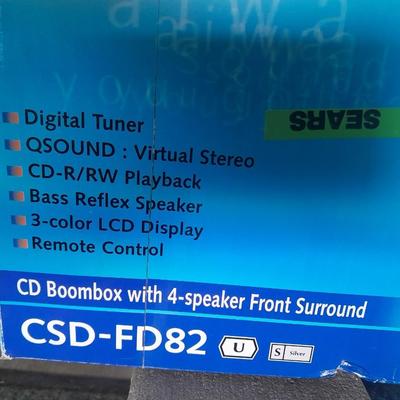 aiwa
Digital Tuner
SEARS
QSOUND : Virtual Stereo
CD-R/RW Playback
Bass Reflex Speaker
3-color LCD Display
Remote Control
CD Boombox with 4-speaker Front Surround
CSD-FD82 U S Silver